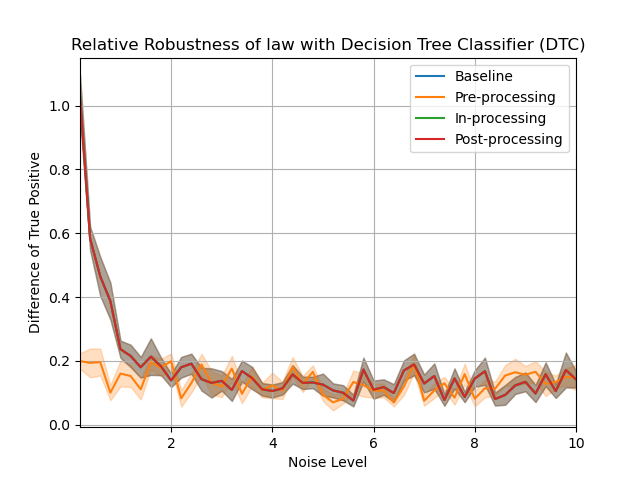 Relative Robustness of law with Decision Tree Classifier (DTC)
Baseline
Pre-processing
In-processing
Post-processing
Difference of True Positive
1.0
0.8
0.6
0.4
0.2
0.0
2 4 6 8 10
Noise Level